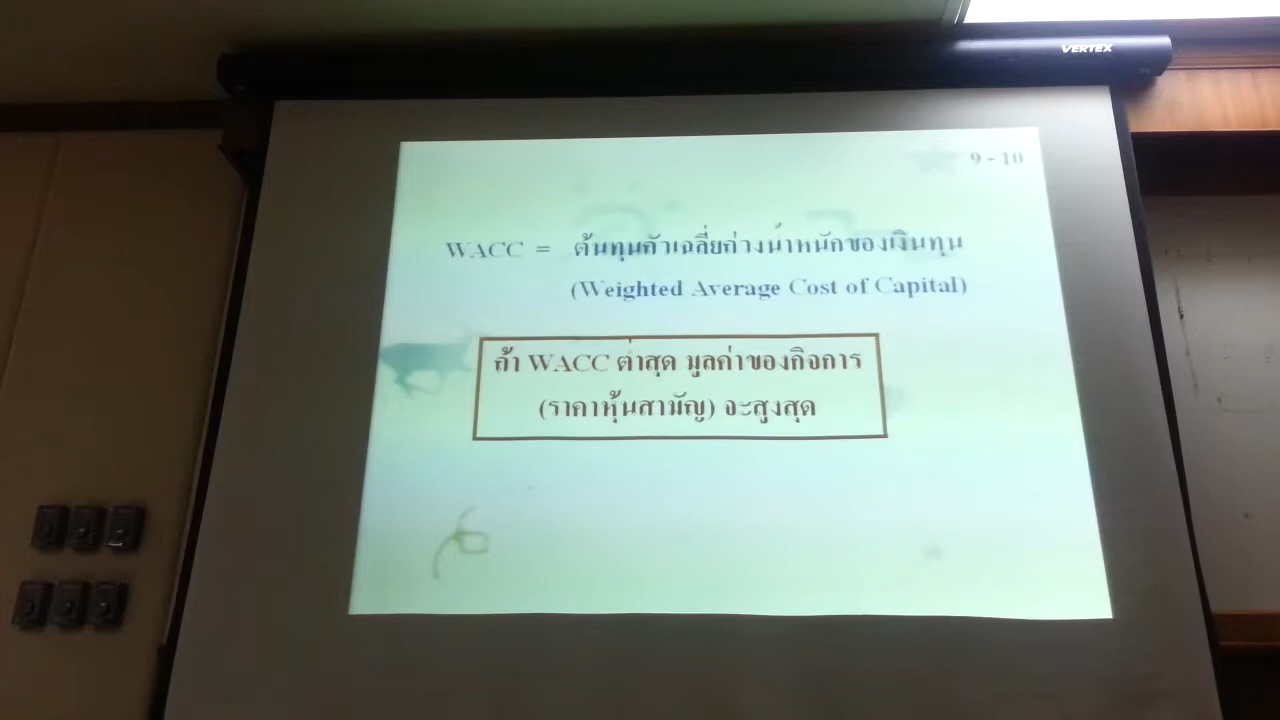 VERTEX
9 - 10
WACC = ต้นทุนถัวเฉลี่ยถ่วงน้ำหนักของเงินทุน
(Weighted Average Cost of Capital)
ถ้า WACC ต่ำสุด มูลค่าของกิจการ
(ราคาหุ้นสามัญ) จะสูงสุด